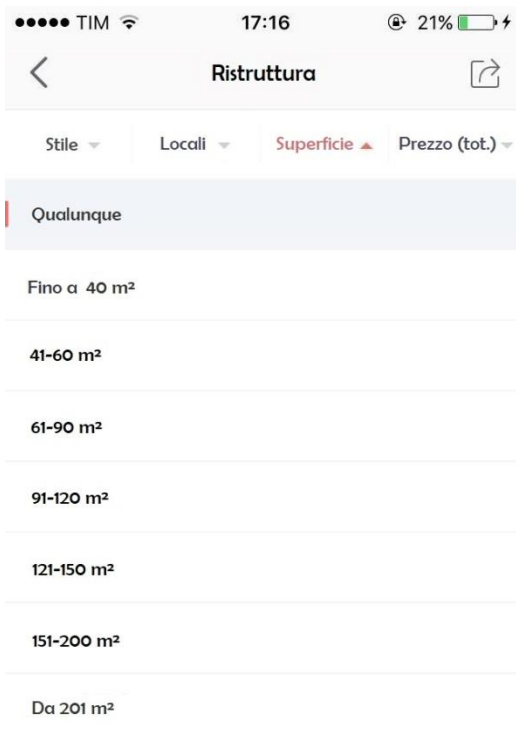 TIM 17:16 21%
Ristruttura
Stile Locali Superficie Prezzo (tot.)
Qualunque
Fino a 40 m²
41-60 m²
61-90 m²
91-120 m²
121-150 m²
151-200 m²
Da 201 m²